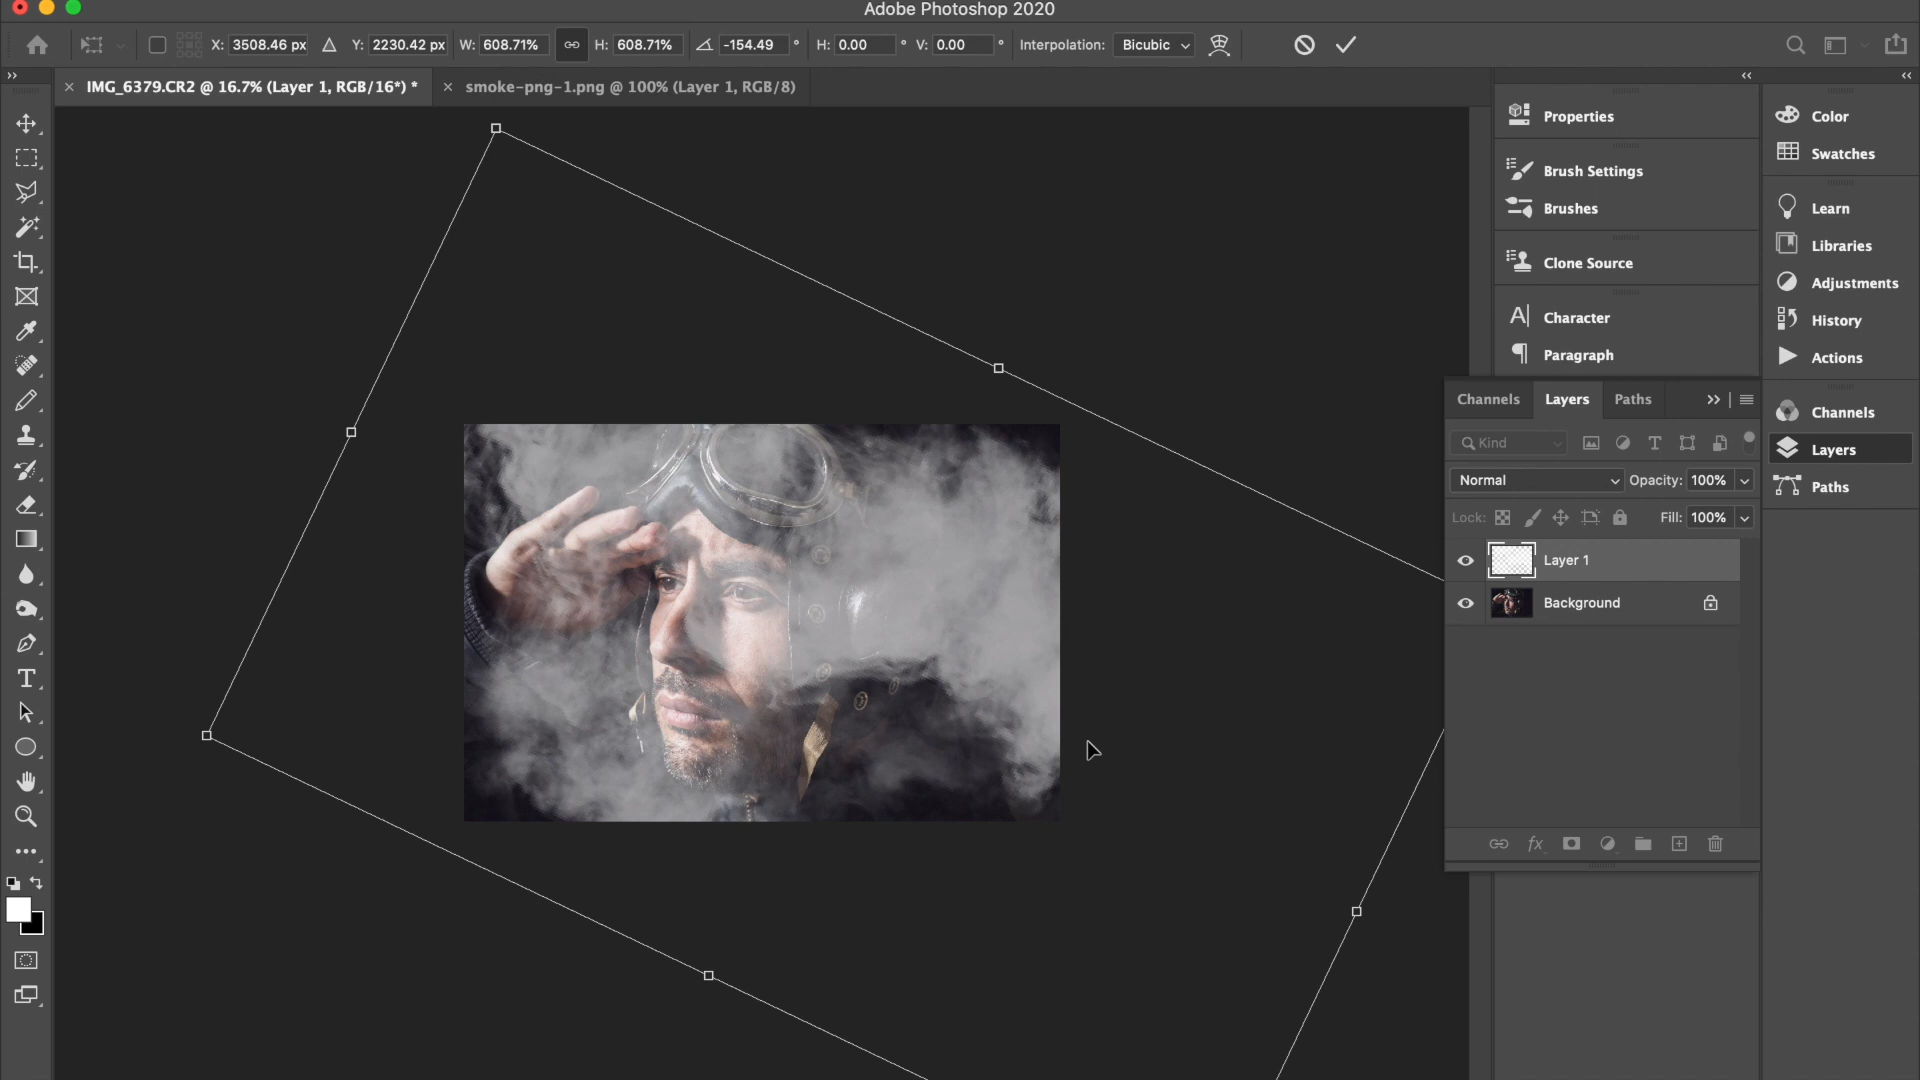 Adobe Photoshop 2020
X: 3508.46 px Y: 2230.42 px W: 608.71% H: 608.71% -154.49 ° H: 0.00 ° V: 0.00 ° Interpolation: Bicubic
IMG_6379.CR2 @ 16.7% (Layer 1, RGB/16*) *
smoke-png-1.png @ 100% (Layer 1, RGB/8)
Properties
Brush Settings
Brushes
Clone Source
Character
Paragraph
Color
Swatches
Learn
Libraries
Adjustments
History
Actions
Channels
Layers
Paths
Channels Layers Paths
Kind
Normal Opacity: 100%
Lock: Fill: 100%
Layer 1
Background
fx